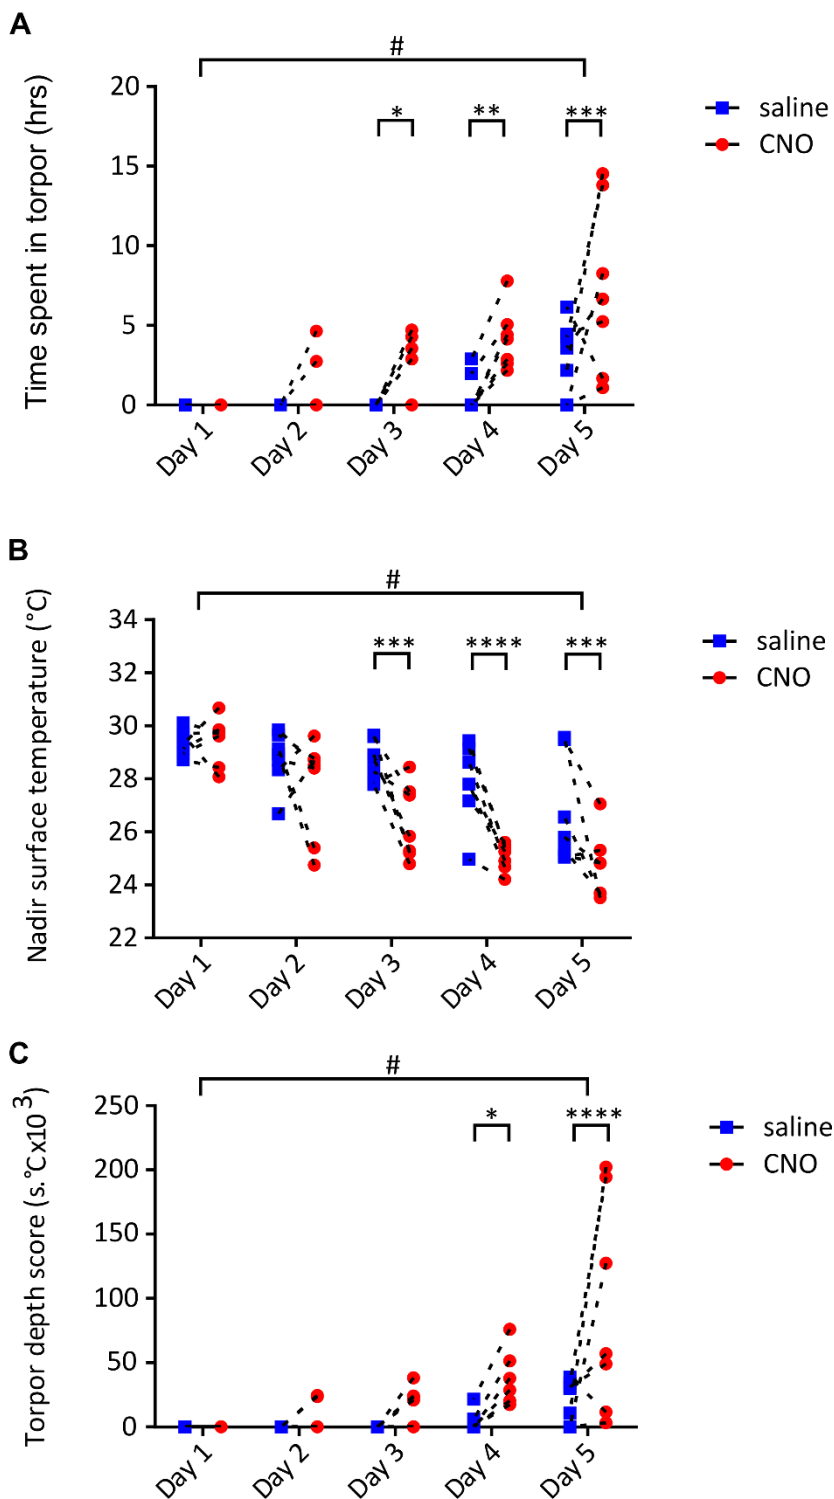 A
#
20
* ** ***
saline
CNO
15
10
5
0
Time spent in torpor (hrs)
Day 1 Day 2 Day 3 Day 4 Day 5
B
#
34
*** **** ***
saline
CNO
32
30
28
26
24
22
Nadir surface temperature (°C)
Day 1 Day 2 Day 3 Day 4 Day 5
C
#
250
* ****
saline
CNO
200
150
100
50
0
Torpor depth score (s.°Cx10³)
Day 1 Day 2 Day 3 Day 4 Day 5